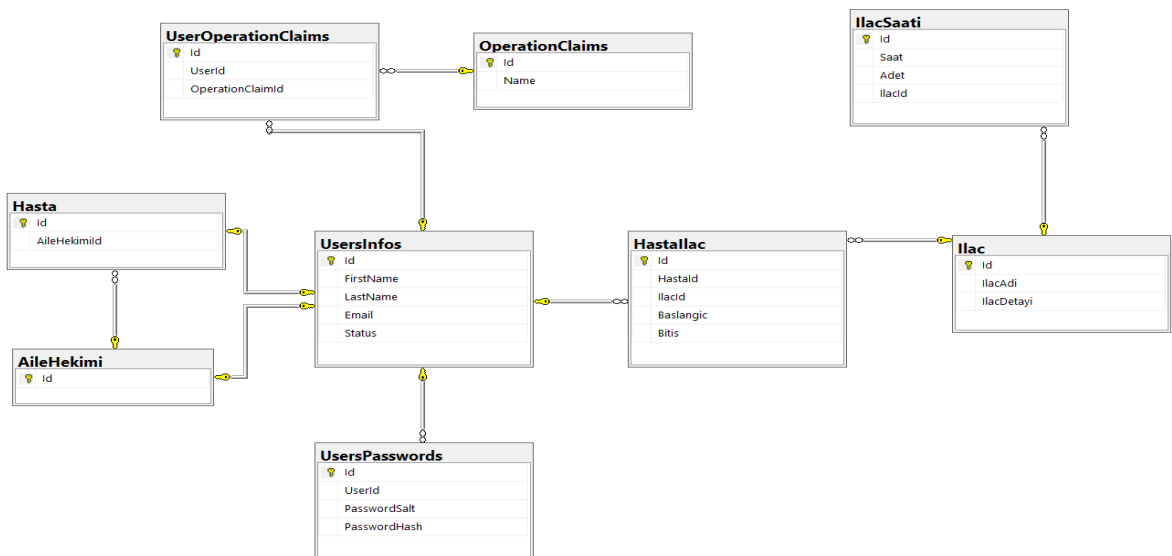 UserOperationClaims
Id
UserId
OperationClaimId
OperationClaims
Id
Name
IlacSaati
Id
Saat
Adet
IlacId
Hasta
Id
AileHekimiId
UsersInfos
Id
FirstName
LastName
Email
Status
HastaIlac
Id
HastaId
IlacId
Baslangic
Bitis
Ilac
Id
IlacAdi
IlacDetayi
AileHekimi
Id
UsersPasswords
Id
UserId
PasswordSalt
PasswordHash